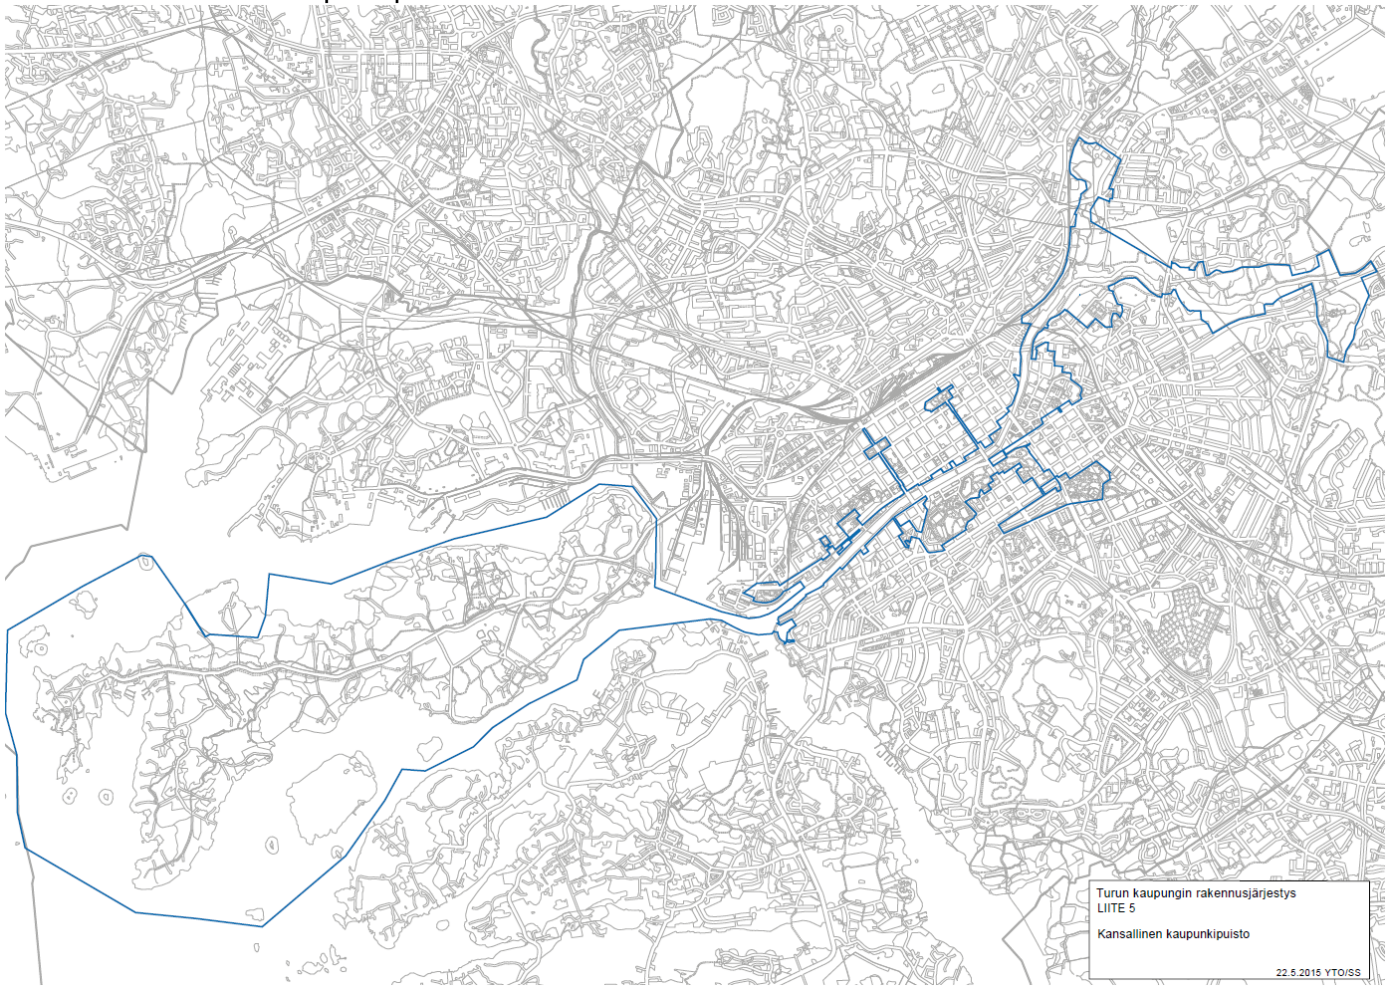 Turun kaupungin rakennusjärjestys
LIITE 5
Kansallinen kaupunkipuisto
22.5.2015 YTO/SS